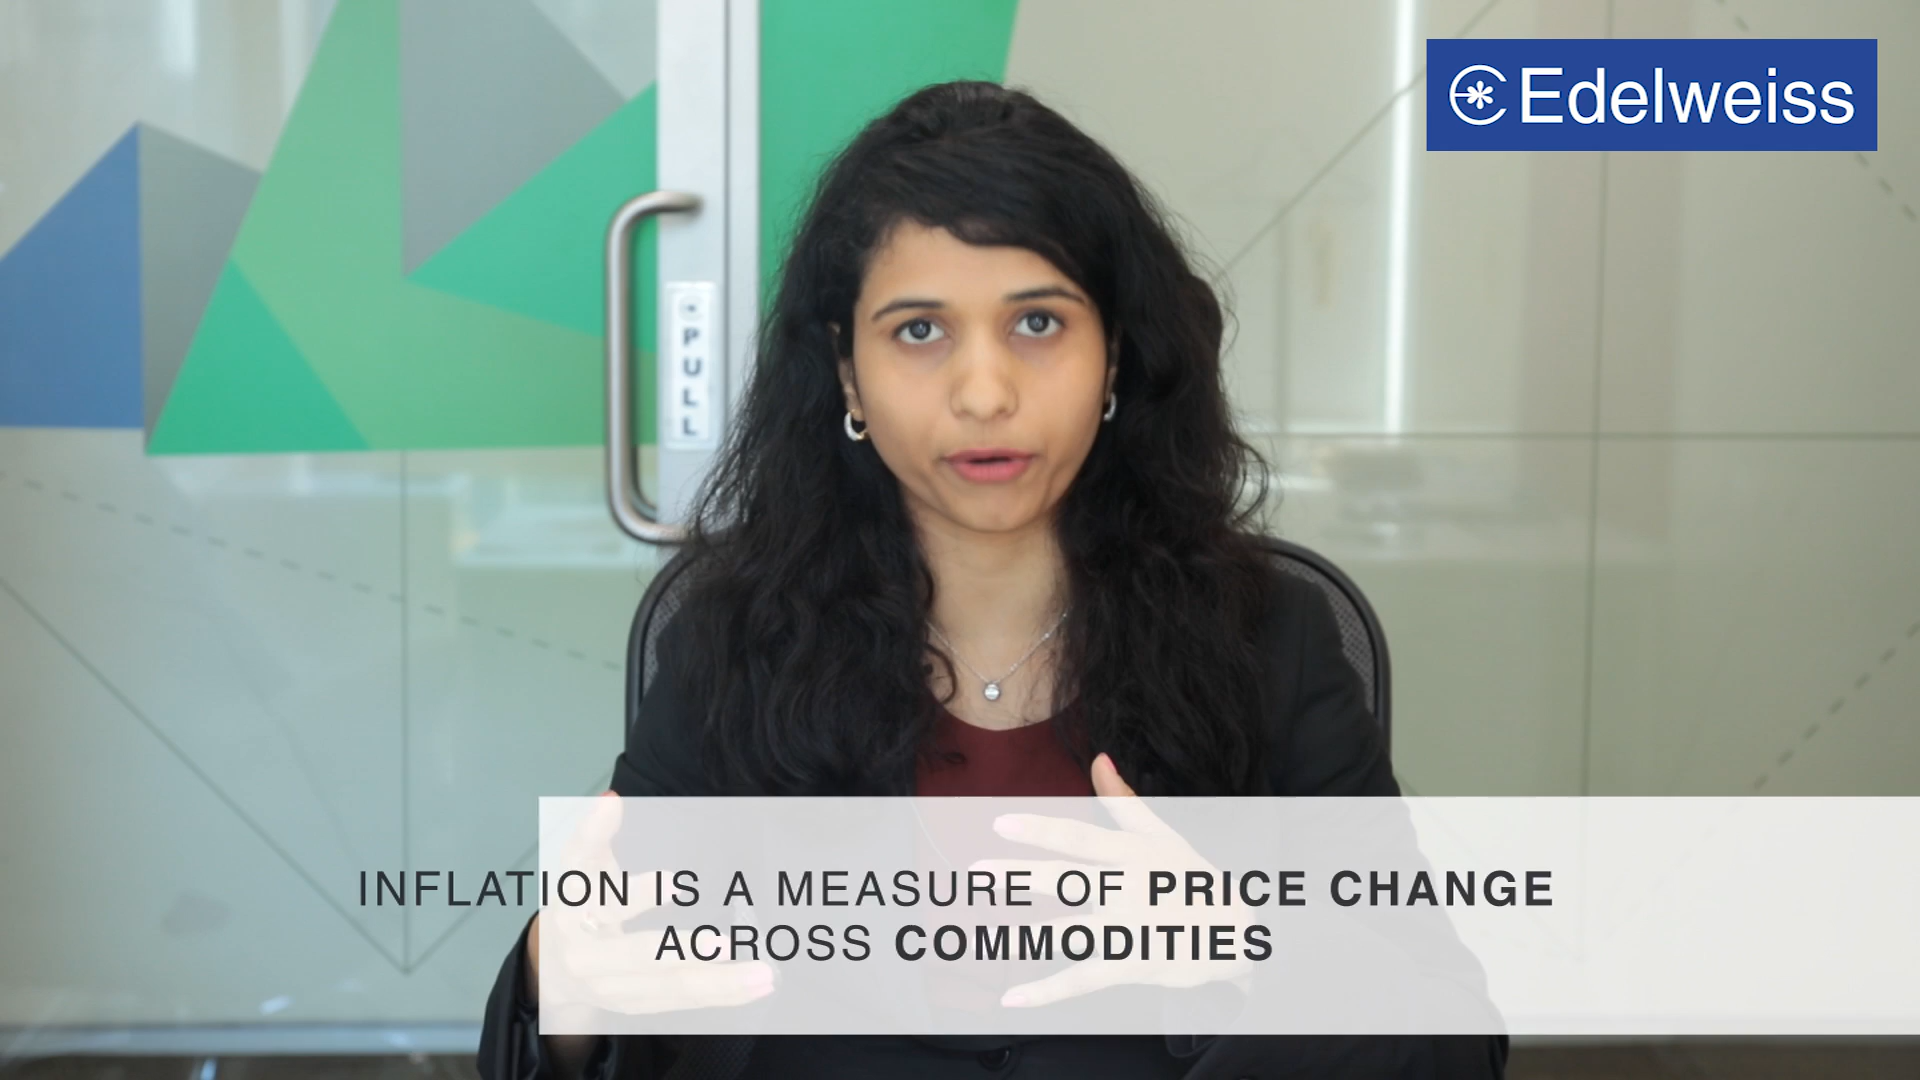 Edelweiss
PULL
INFLATION IS A MEASURE OF PRICE CHANGE
ACROSS COMMODITIES